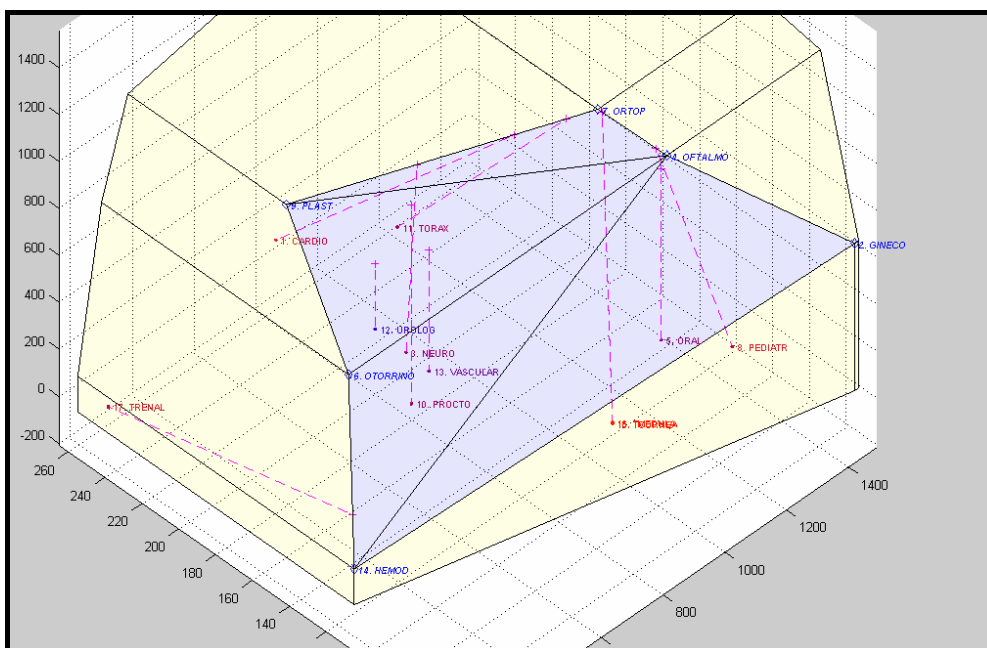 1400
1200
1000
800
600
400
200
0
-200
7. ORTOP
4. OFTALMO
9. PLAST
11. TORAX
1. CARDIO
2. GINECO
12. UROLOG
3. NEURO
5. ORAL
8. PEDIATR
13. VASCULAR
6. OTORRINO
10. PROCTO
17. TRENAL
14. HEMOD
260
240
220
200
180
160
140
800
1000
1200
1400